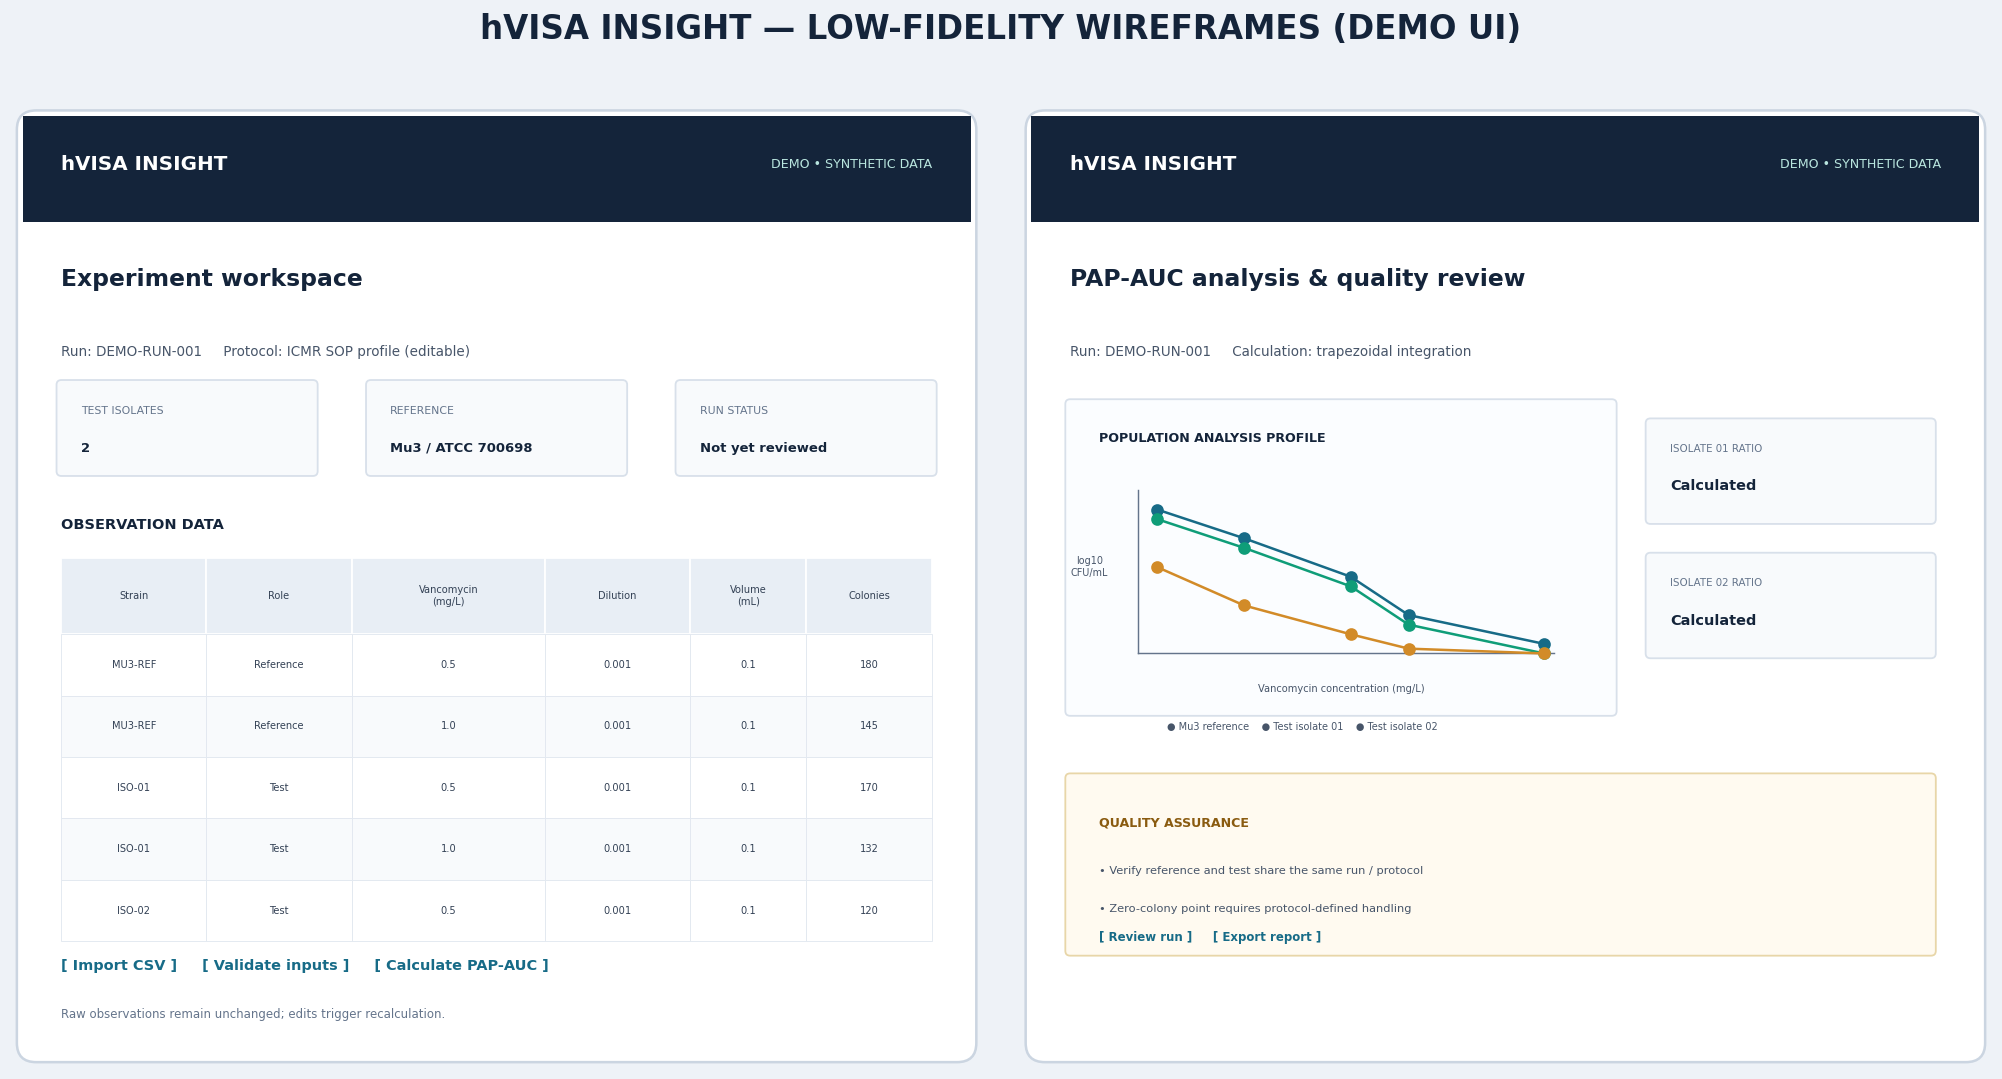 hVISA INSIGHT — LOW-FIDELITY WIREFRAMES (DEMO UI)
hVISA INSIGHT
DEMO • SYNTHETIC DATA
Experiment workspace
Run: DEMO-RUN-001 Protocol: ICMR SOP profile (editable)
TEST ISOLATES
2
REFERENCE
Mu3 / ATCC 700698
RUN STATUS
Not yet reviewed
OBSERVATION DATA
Strain Role Vancomycin (mg/L) Dilution Volume (mL) Colonies
MU3-REF Reference 0.5 0.001 0.1 180
MU3-REF Reference 1.0 0.001 0.1 145
ISO-01 Test 0.5 0.001 0.1 170
ISO-01 Test 1.0 0.001 0.1 132
ISO-02 Test 0.5 0.001 0.1 120
[ Import CSV ] [ Validate inputs ] [ Calculate PAP-AUC ]
Raw observations remain unchanged; edits trigger recalculation.
hVISA INSIGHT
DEMO • SYNTHETIC DATA
PAP-AUC analysis & quality review
Run: DEMO-RUN-001 Calculation: trapezoidal integration
POPULATION ANALYSIS PROFILE
log10
CFU/mL
Vancomycin concentration (mg/L)
● Mu3 reference ● Test isolate 01 ● Test isolate 02
ISOLATE 01 RATIO
Calculated
ISOLATE 02 RATIO
Calculated
QUALITY ASSURANCE
• Verify reference and test share the same run / protocol
• Zero-colony point requires protocol-defined handling
[ Review run ] [ Export report ]